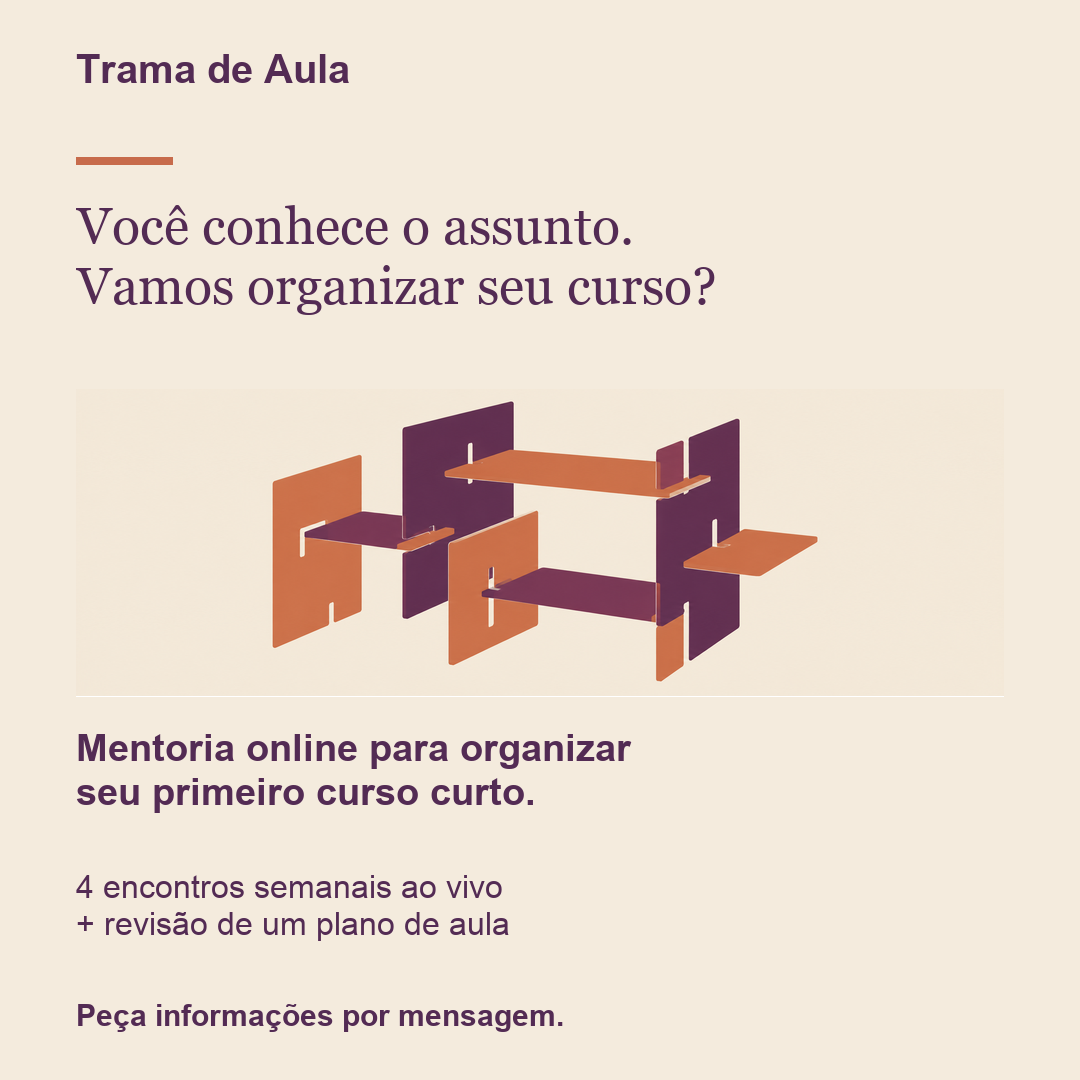 Trama de Aula
Você conhece o assunto.
Vamos organizar seu curso?
Mentoria online para organizar
seu primeiro curso curto.
4 encontros semanais ao vivo
+ revisão de um plano de aula
Peça informações por mensagem.